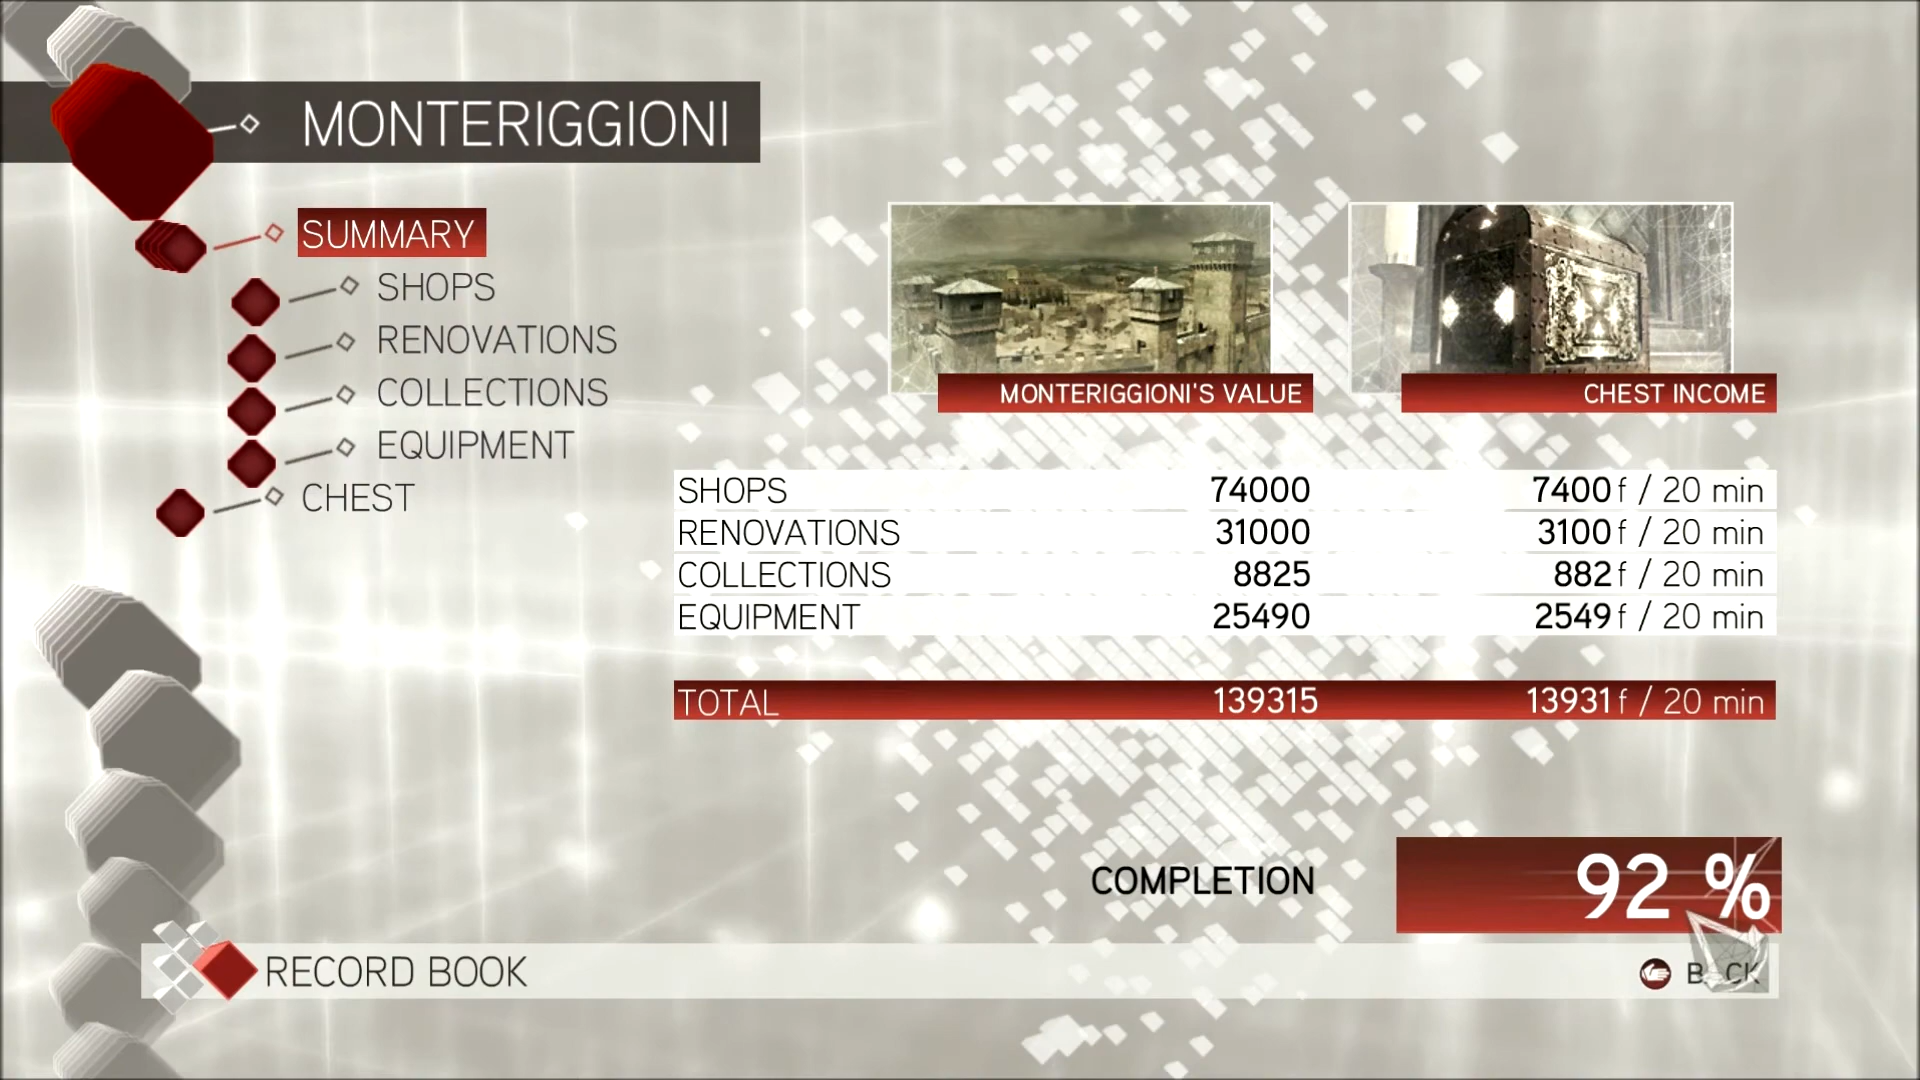 MONTERIGGIONI
SUMMARY
SHOPS
RENOVATIONS
COLLECTIONS
EQUIPMENT
CHEST
MONTERIGGIONI'S VALUE
CHEST INCOME
SHOPS 74000 7400 f / 20 min
RENOVATIONS 31000 3100 f / 20 min
COLLECTIONS 8825 882 f / 20 min
EQUIPMENT 25490 2549 f / 20 min
TOTAL 139315 13931 f / 20 min
COMPLETION 92 %
RECORD BOOK
BACK